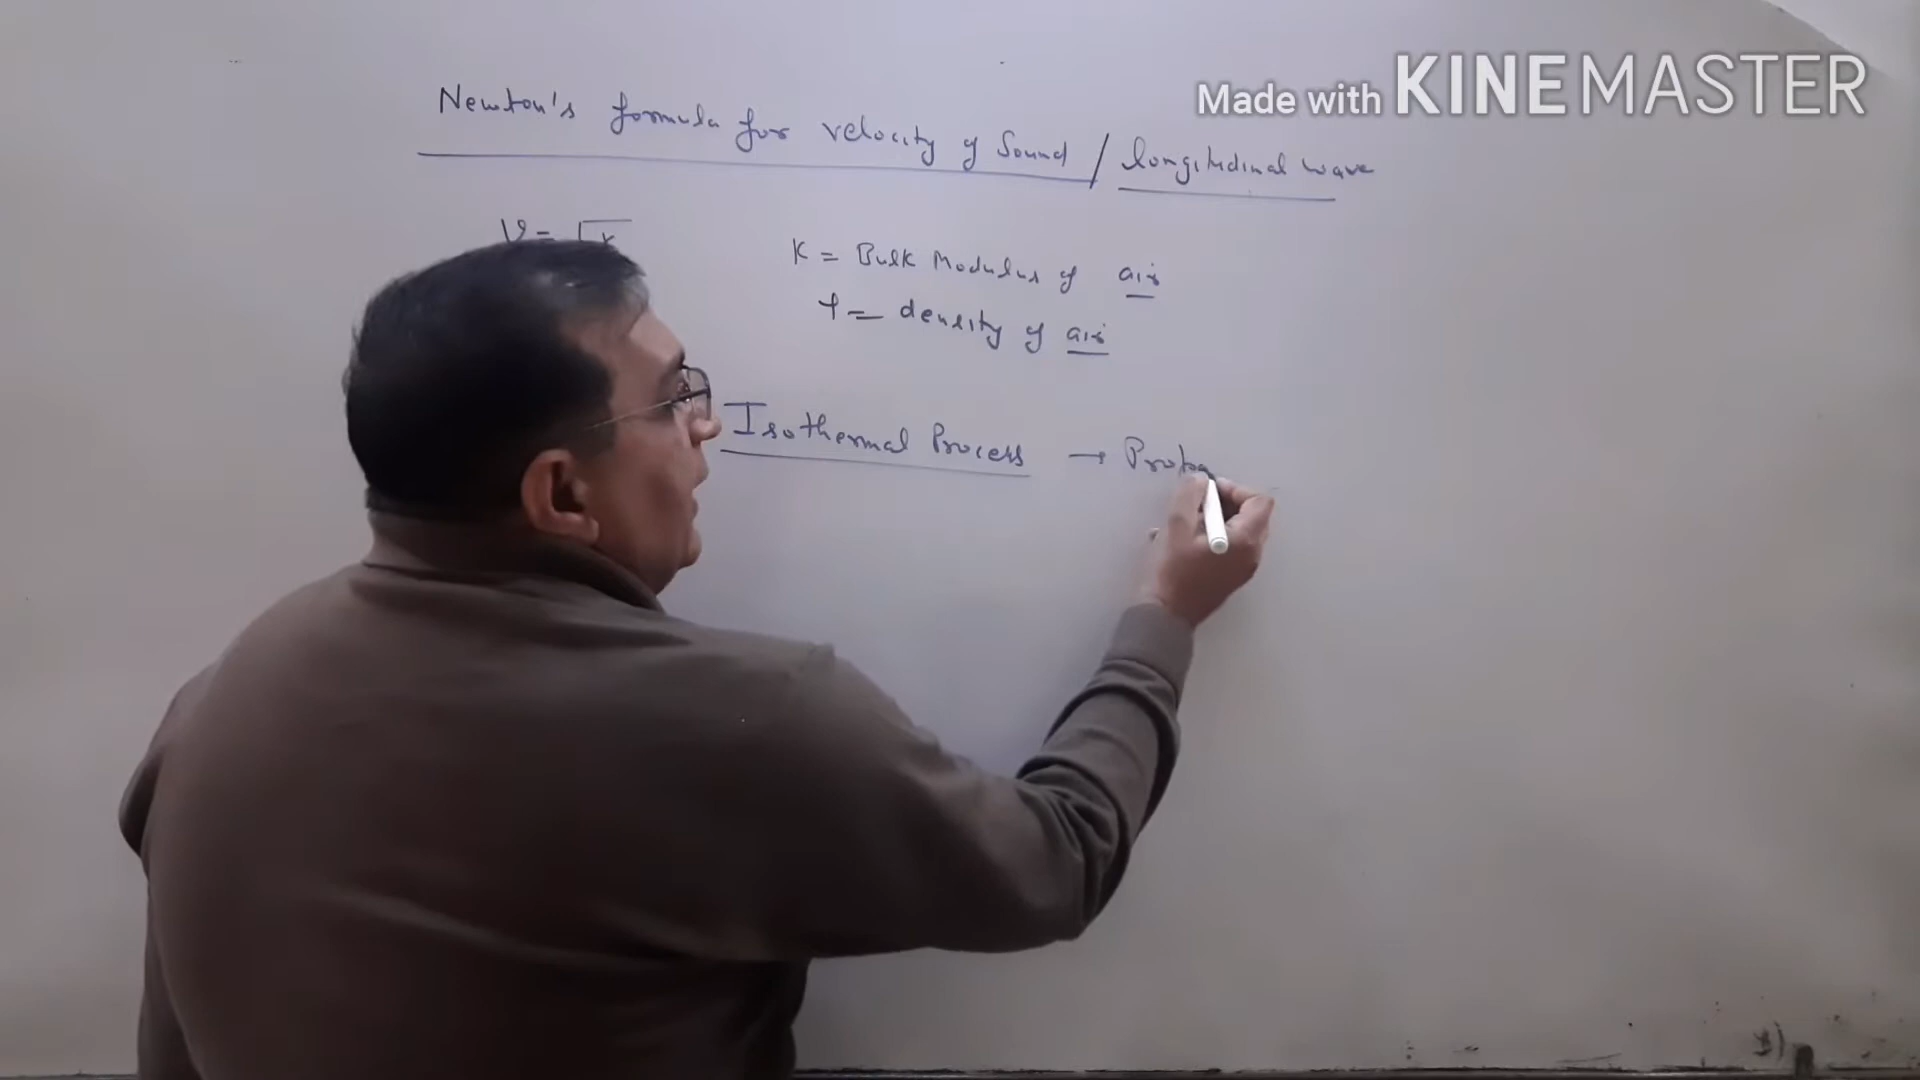 Made with KINEMASTER
Newton's formula for velocity of Sound / longitudinal wave
V = √K
K = Bulk Modulus of air
ρ = density of air
Isothermal Process → Propa